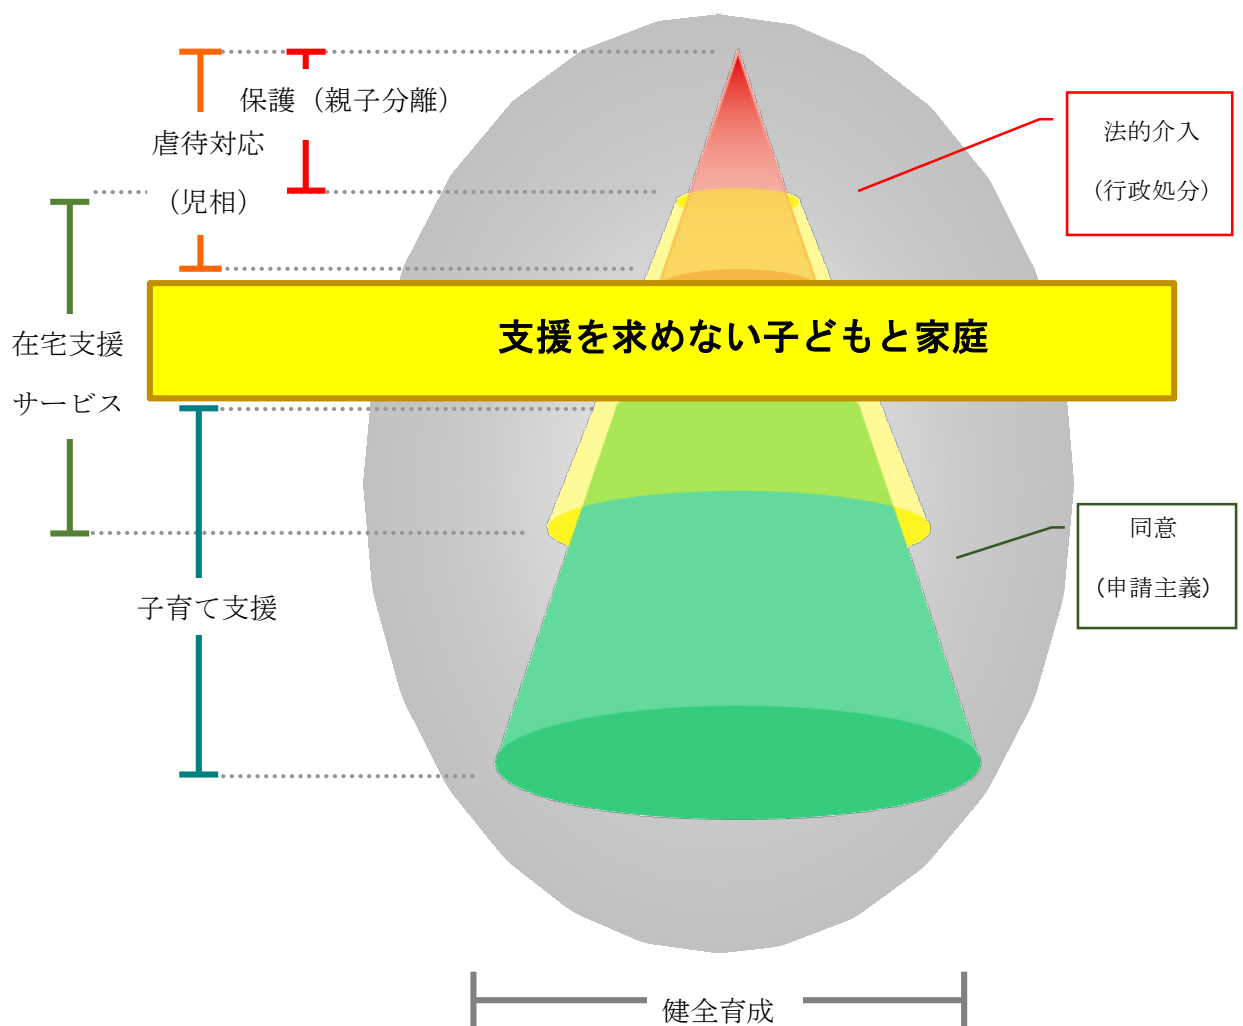 保護（親子分離）
虐待対応
（児相）
法的介入
（行政処分）
支援を求めない子どもと家庭
在宅支援
サービス
同意
（申請主義）
子育て支援
健全育成